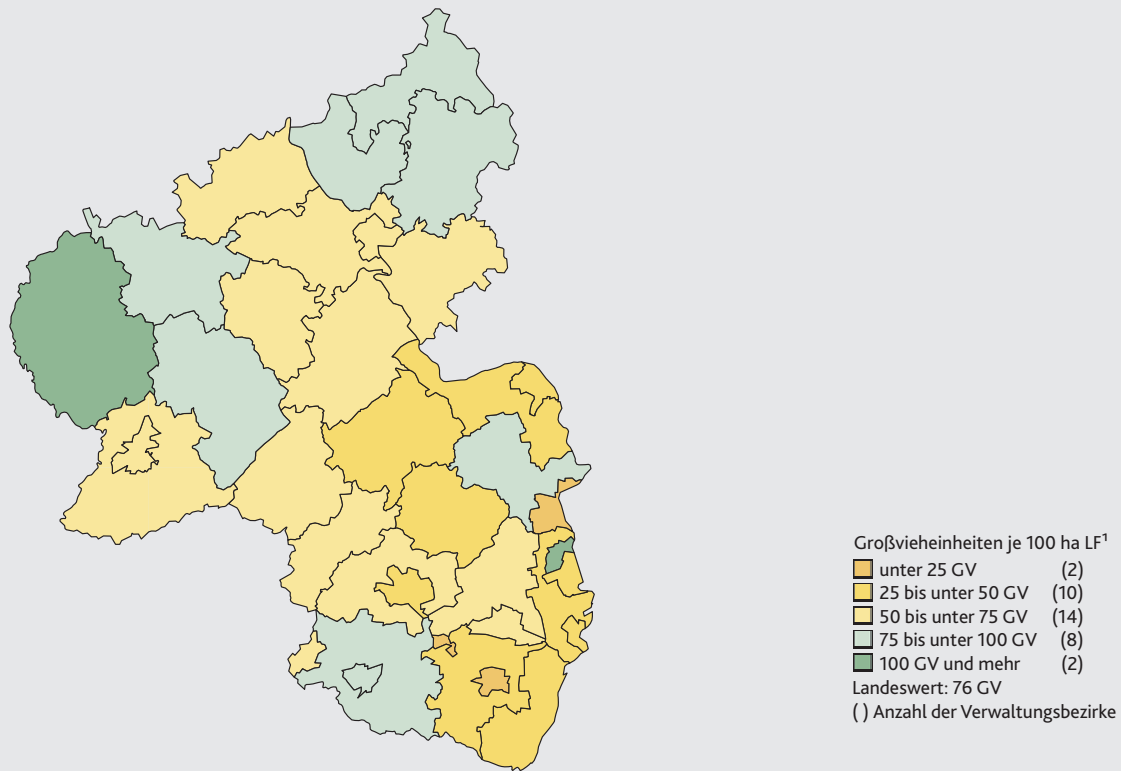 Großvieheinheiten je 100 ha LF¹
unter 25 GV (2)
25 bis unter 50 GV (10)
50 bis unter 75 GV (14)
75 bis unter 100 GV (8)
100 GV und mehr (2)
Landeswert: 76 GV
( ) Anzahl der Verwaltungsbezirke